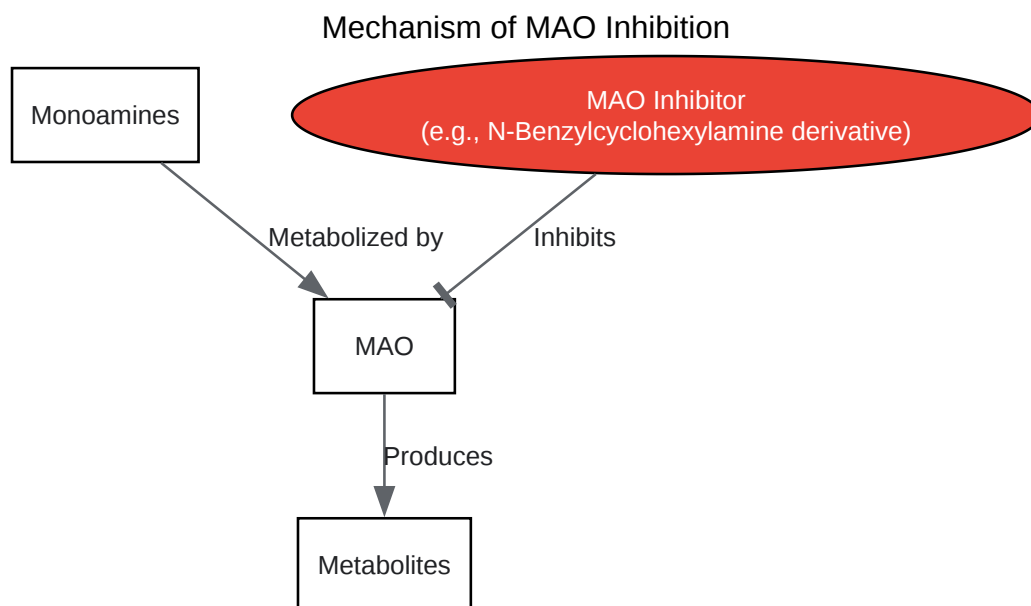 Mechanism of MAO Inhibition
Monoamines
MAO Inhibitor
(e.g., N-Benzylcyclohexylamine derivative)
Metabolized by
Inhibits
MAO
Produces
Metabolites